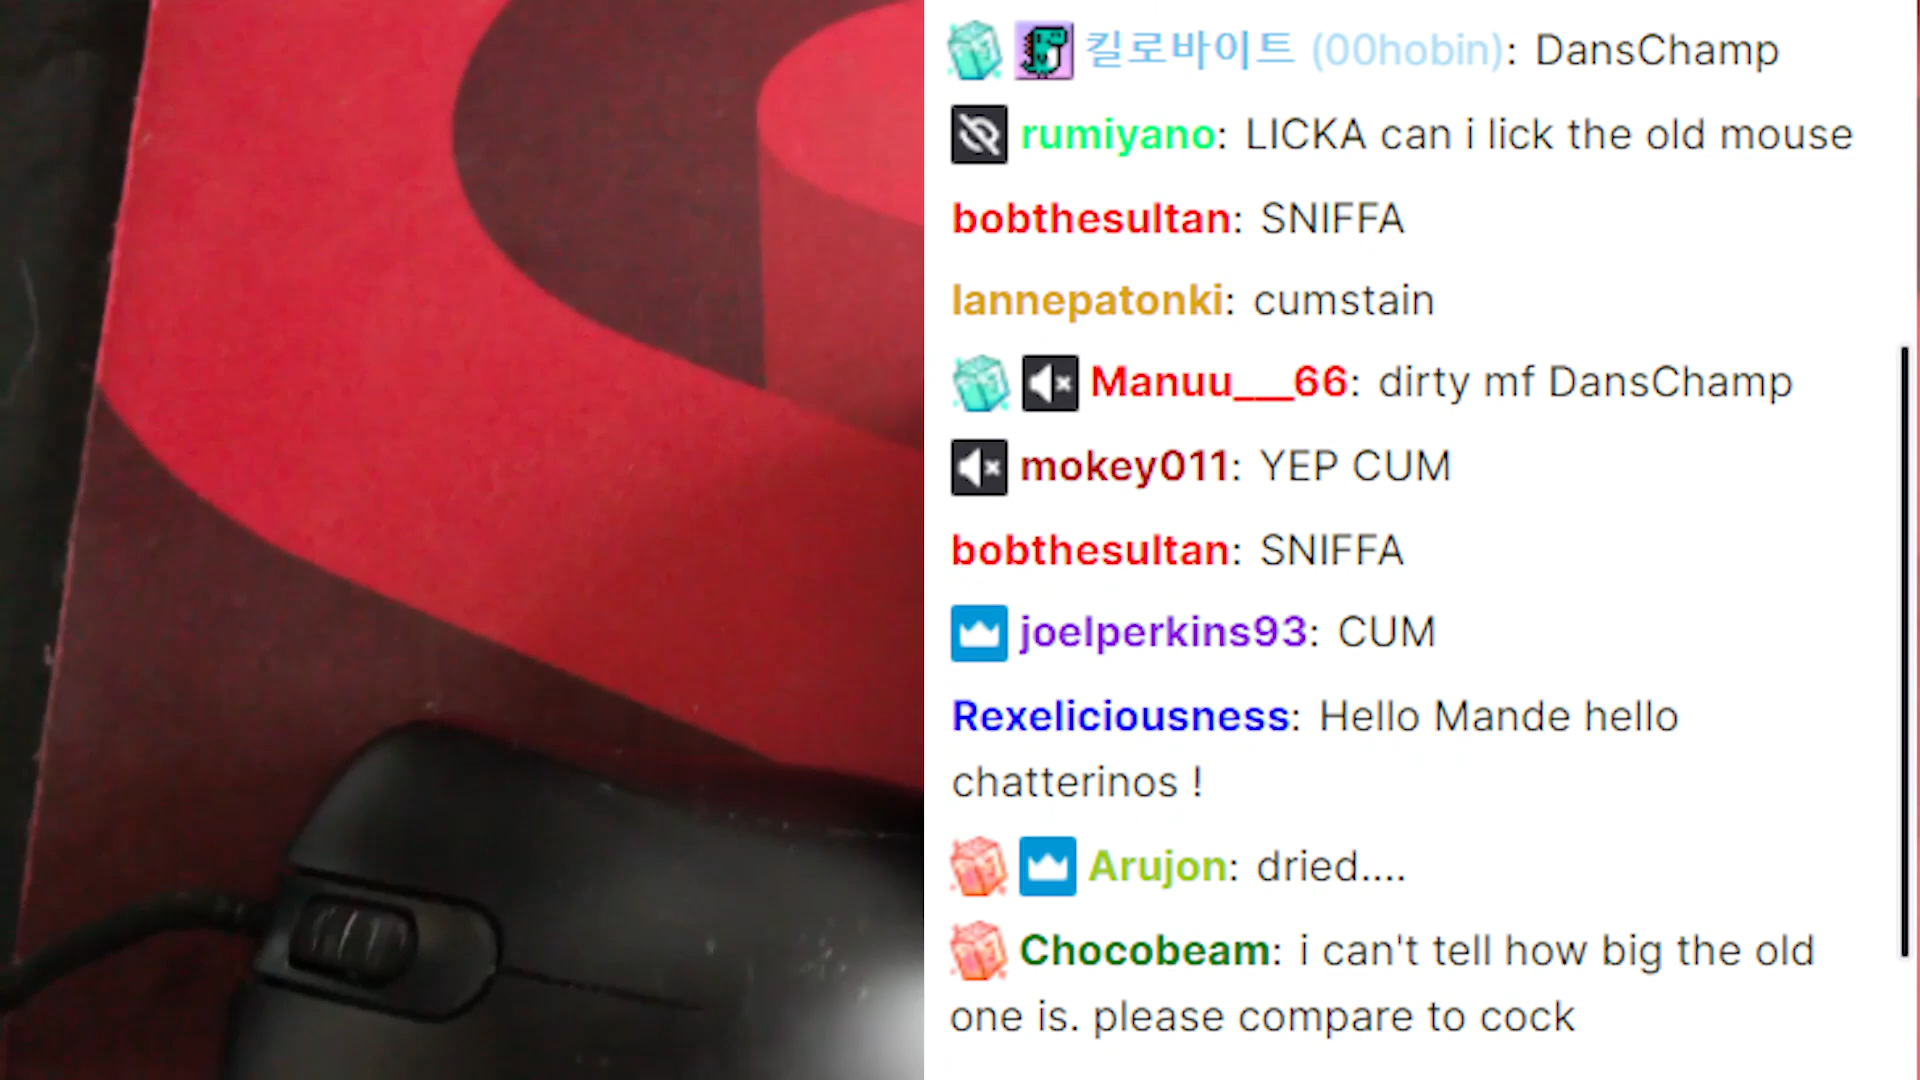 킬로바이트 (00hobin): DansChamp
rumiyano: LICKA can i lick the old mouse
bobthesultan: SNIFFA
lannepatonki: cumstain
Manuu___66: dirty mf DansChamp
mokey011: YEP CUM
bobthesultan: SNIFFA
joelperkins93: CUM
Rexeliciousness: Hello Mande hello
chatterinos !
Arujon: dried....
Chocobeam: i can't tell how big the old
one is. please compare to cock